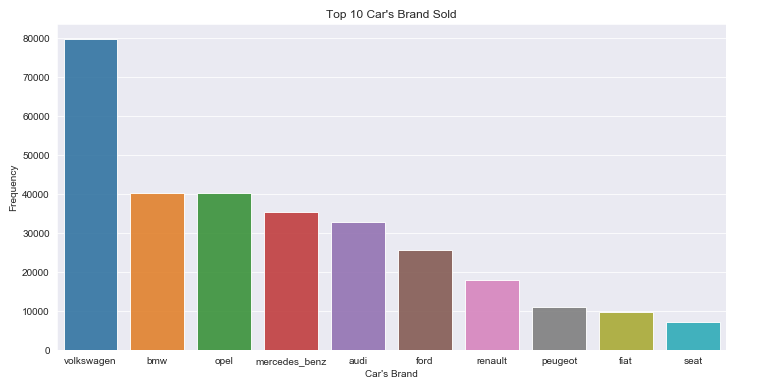 Top 10 Car's Brand Sold
Frequency
80000
70000
60000
50000
40000
30000
20000
10000
0
volkswagen bmw opel mercedes_benz audi ford renault peugeot fiat seat
Car's Brand